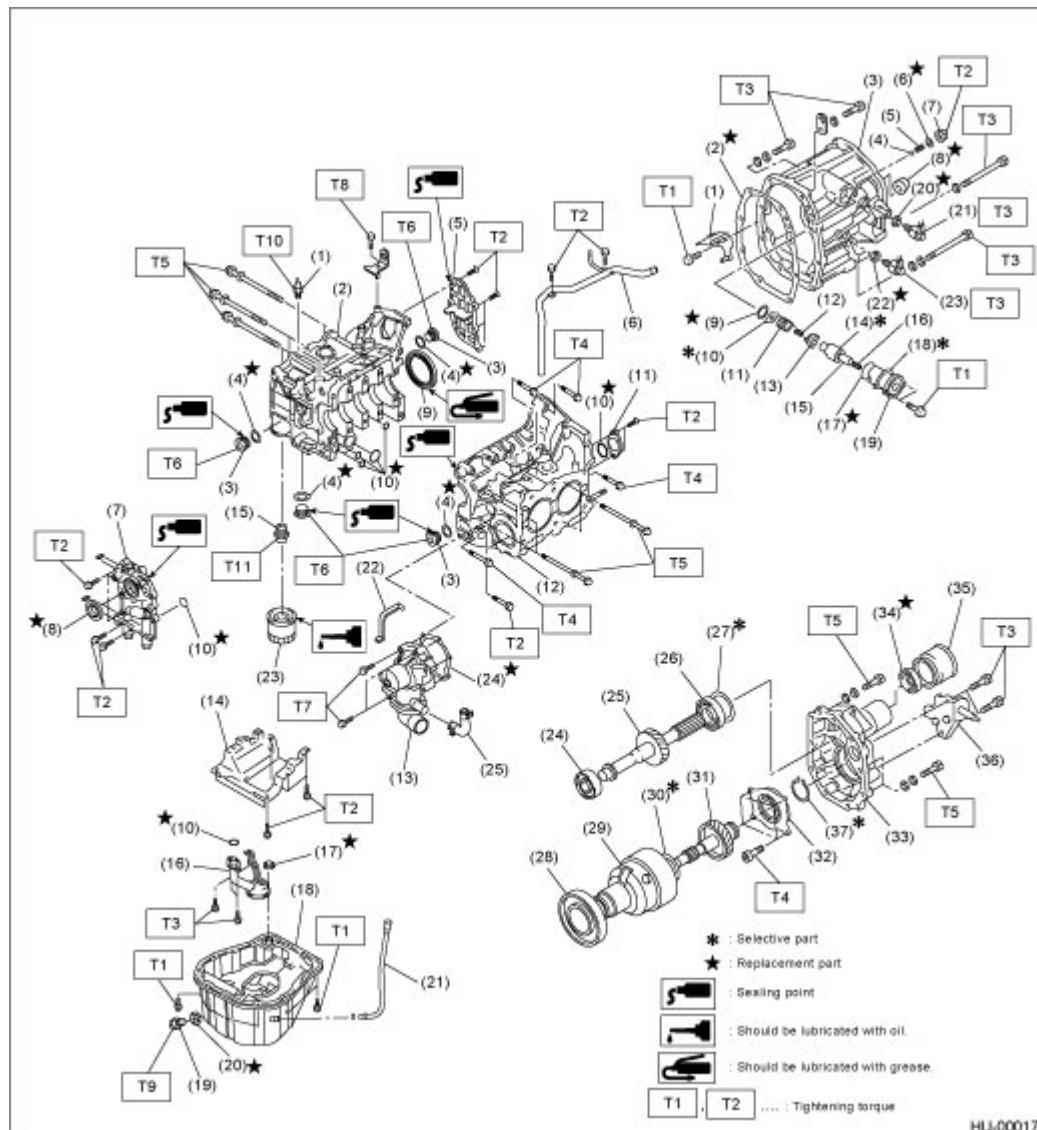 T3
(6)★
T2
(3)
(7)
(5)
(4)
T3
(2)★
(8)★
T8
T1
(1)
(20)★
T6
(5)
T2
T2
(21)
T3
T10
(1)
T5
(2)
(6)
(22)★
(23)
T3
(12)
(14)*
(16)
★(9)
*(10)
(18)*
(4)★
(3)
T4
(11)
(13)
(15)
T1
(4)★
(9)
(10)★
(11)
(17)★
(19)
T2
T6
(3)
(4)★
(10)★
★
(4)
T4
(15)
(7)
T2
T11
T6
(3)
(12)
T5
(22)
★(8)
(10)★
T4
(27)*
(34)★
(35)
T2
T5
T3
(23)
(26)
T2
(24)★
(25)
T7
(14)
(24)
(13)
(25)
(36)
(31)
(30)*
T5
★(10)
T2
(17)★
(29)
(37)*
(33)
(16)
(32)
(28)
(18)
T4
T3
T1
* : Selective part
★ : Replacement part
T1
(21)
: Sealing point
: Should be lubricated with oil.
(20)★
(19)
T9
: Should be lubricated with grease.
T1 , T2 .... : Tightening torque
HU-00017